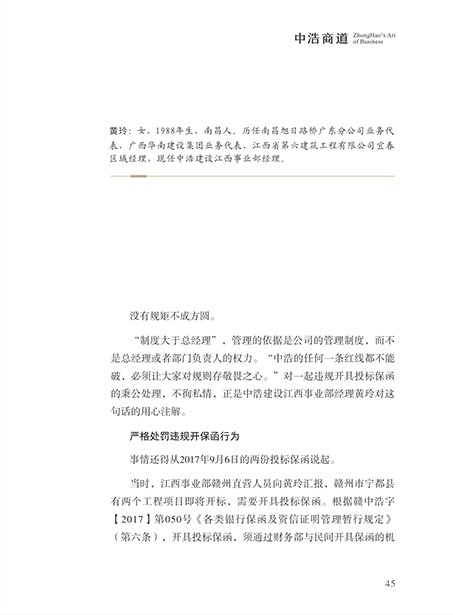 中浩商道 ZhongHao's Art
of Business
黄玲：女，1988年生，南昌人。历任南昌旭日路桥广东分公司业务代
表，广西华南建设集团业务代表，江西省第六建筑工程有限公司宜春
区域经理，现任中浩建设江西事业部经理。
没有规矩不成方圆。
“制度大于总经理”，管理的依据是公司的管理制度，而不
是总经理或者部门负责人的权力。“中浩的任何一条红线都不能
破，必须让大家对规则存敬畏之心。”对一起违规开具投标保函
的秉公处理，不徇私情，正是中浩建设江西事业部经理黄玲对这
句话的用心注解。
严格处罚违规开保函行为
事情还得从2017年9月6日的两份投标保函说起。
当时，江西事业部赣州直营人员向黄玲汇报，赣州市宁都县
有两个工程项目即将开标，需要开具投标保函。根据赣中浩字
【2017】第050号《各类银行保函及资信证明管理暂行规定》
（第六条），开具投标保函，须通过财务部与民间开具保函的机
45